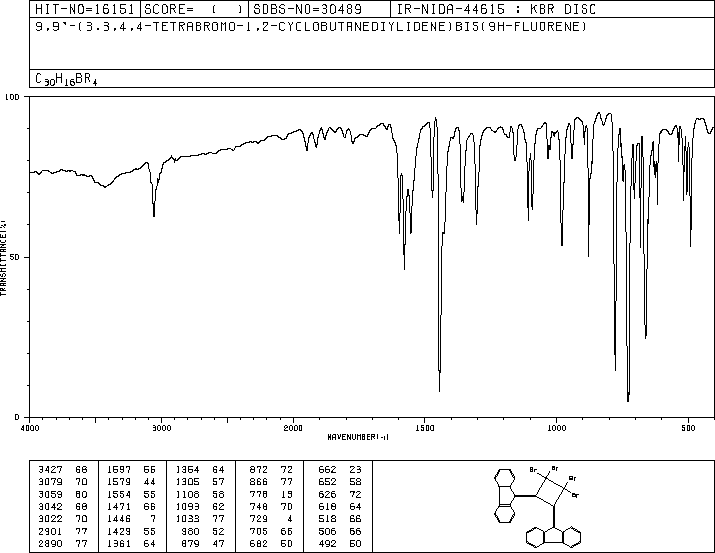 HIT-NO=16151 SCORE= ( ) SDBS-NO=30489 IR-NIDA-44615 : KBR DISC
9,9'-(3,3,4,4-TETRABROMO-1,2-CYCLOBUTANEDIYLIDENE)BIS(9H-FLUORENE)
C30H16BR4
100
50
TRANSMITTANCE(%)
0
4000 3000 2000 1500 1000 500
WAVENUMBER(-1)
3427 68 1597 55 1354 64 872 72 662 23
3079 70 1579 44 1305 57 866 77 652 58
3059 60 1554 55 1108 58 778 13 626 72
3042 68 1471 66 1093 62 748 70 618 64
3022 70 1446 7 1033 77 729 4 518 66
2901 77 1429 55 980 52 705 66 506 66
2890 77 1361 64 879 47 682 50 492 50
Br Br
Br
Br